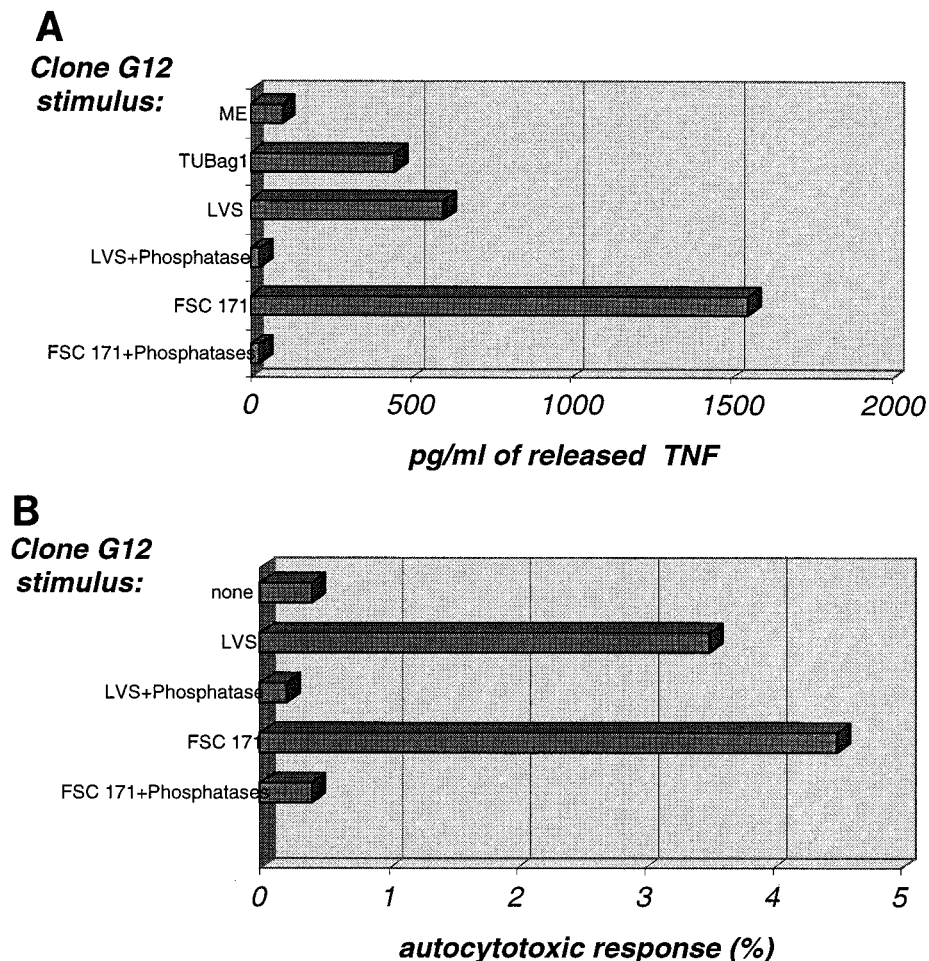 A
Clone G12
stimulus:
ME
TUBag1
LVS
LVS+Phosphatase
FSC 171
FSC 171+Phosphatases
0 500 1000 1500 2000
pg/ml of released TNF
B
Clone G12
stimulus:
none
LVS
LVS+Phosphatase
FSC 171
FSC 171+Phosphatases
0 1 2 3 4 5
autocytotoxic response (%)